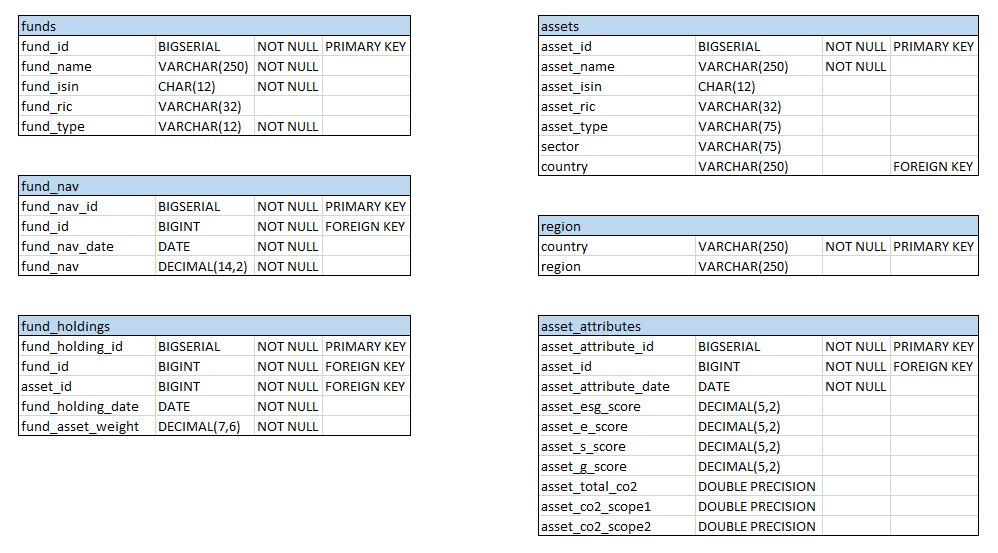 funds
fund_id BIGSERIAL NOT NULL PRIMARY KEY
fund_name VARCHAR(250) NOT NULL
fund_isin CHAR(12) NOT NULL
fund_ric VARCHAR(32)
fund_type VARCHAR(12) NOT NULL
fund_nav
fund_nav_id BIGSERIAL NOT NULL PRIMARY KEY
fund_id BIGINT NOT NULL FOREIGN KEY
fund_nav_date DATE NOT NULL
fund_nav DECIMAL(14,2) NOT NULL
fund_holdings
fund_holding_id BIGSERIAL NOT NULL PRIMARY KEY
fund_id BIGINT NOT NULL FOREIGN KEY
asset_id BIGINT NOT NULL FOREIGN KEY
fund_holding_date DATE NOT NULL
fund_asset_weight DECIMAL(7,6) NOT NULL
assets
asset_id BIGSERIAL NOT NULL PRIMARY KEY
asset_name VARCHAR(250) NOT NULL
asset_isin CHAR(12)
asset_ric VARCHAR(32)
asset_type VARCHAR(75)
sector VARCHAR(75)
country VARCHAR(250) FOREIGN KEY
region
country VARCHAR(250) NOT NULL PRIMARY KEY
region VARCHAR(250)
asset_attributes
asset_attribute_id BIGSERIAL NOT NULL PRIMARY KEY
asset_id BIGINT NOT NULL FOREIGN KEY
asset_attribute_date DATE NOT NULL
asset_esg_score DECIMAL(5,2)
asset_e_score DECIMAL(5,2)
asset_s_score DECIMAL(5,2)
asset_g_score DECIMAL(5,2)
asset_total_co2 DOUBLE PRECISION
asset_co2_scope1 DOUBLE PRECISION
asset_co2_scope2 DOUBLE PRECISION